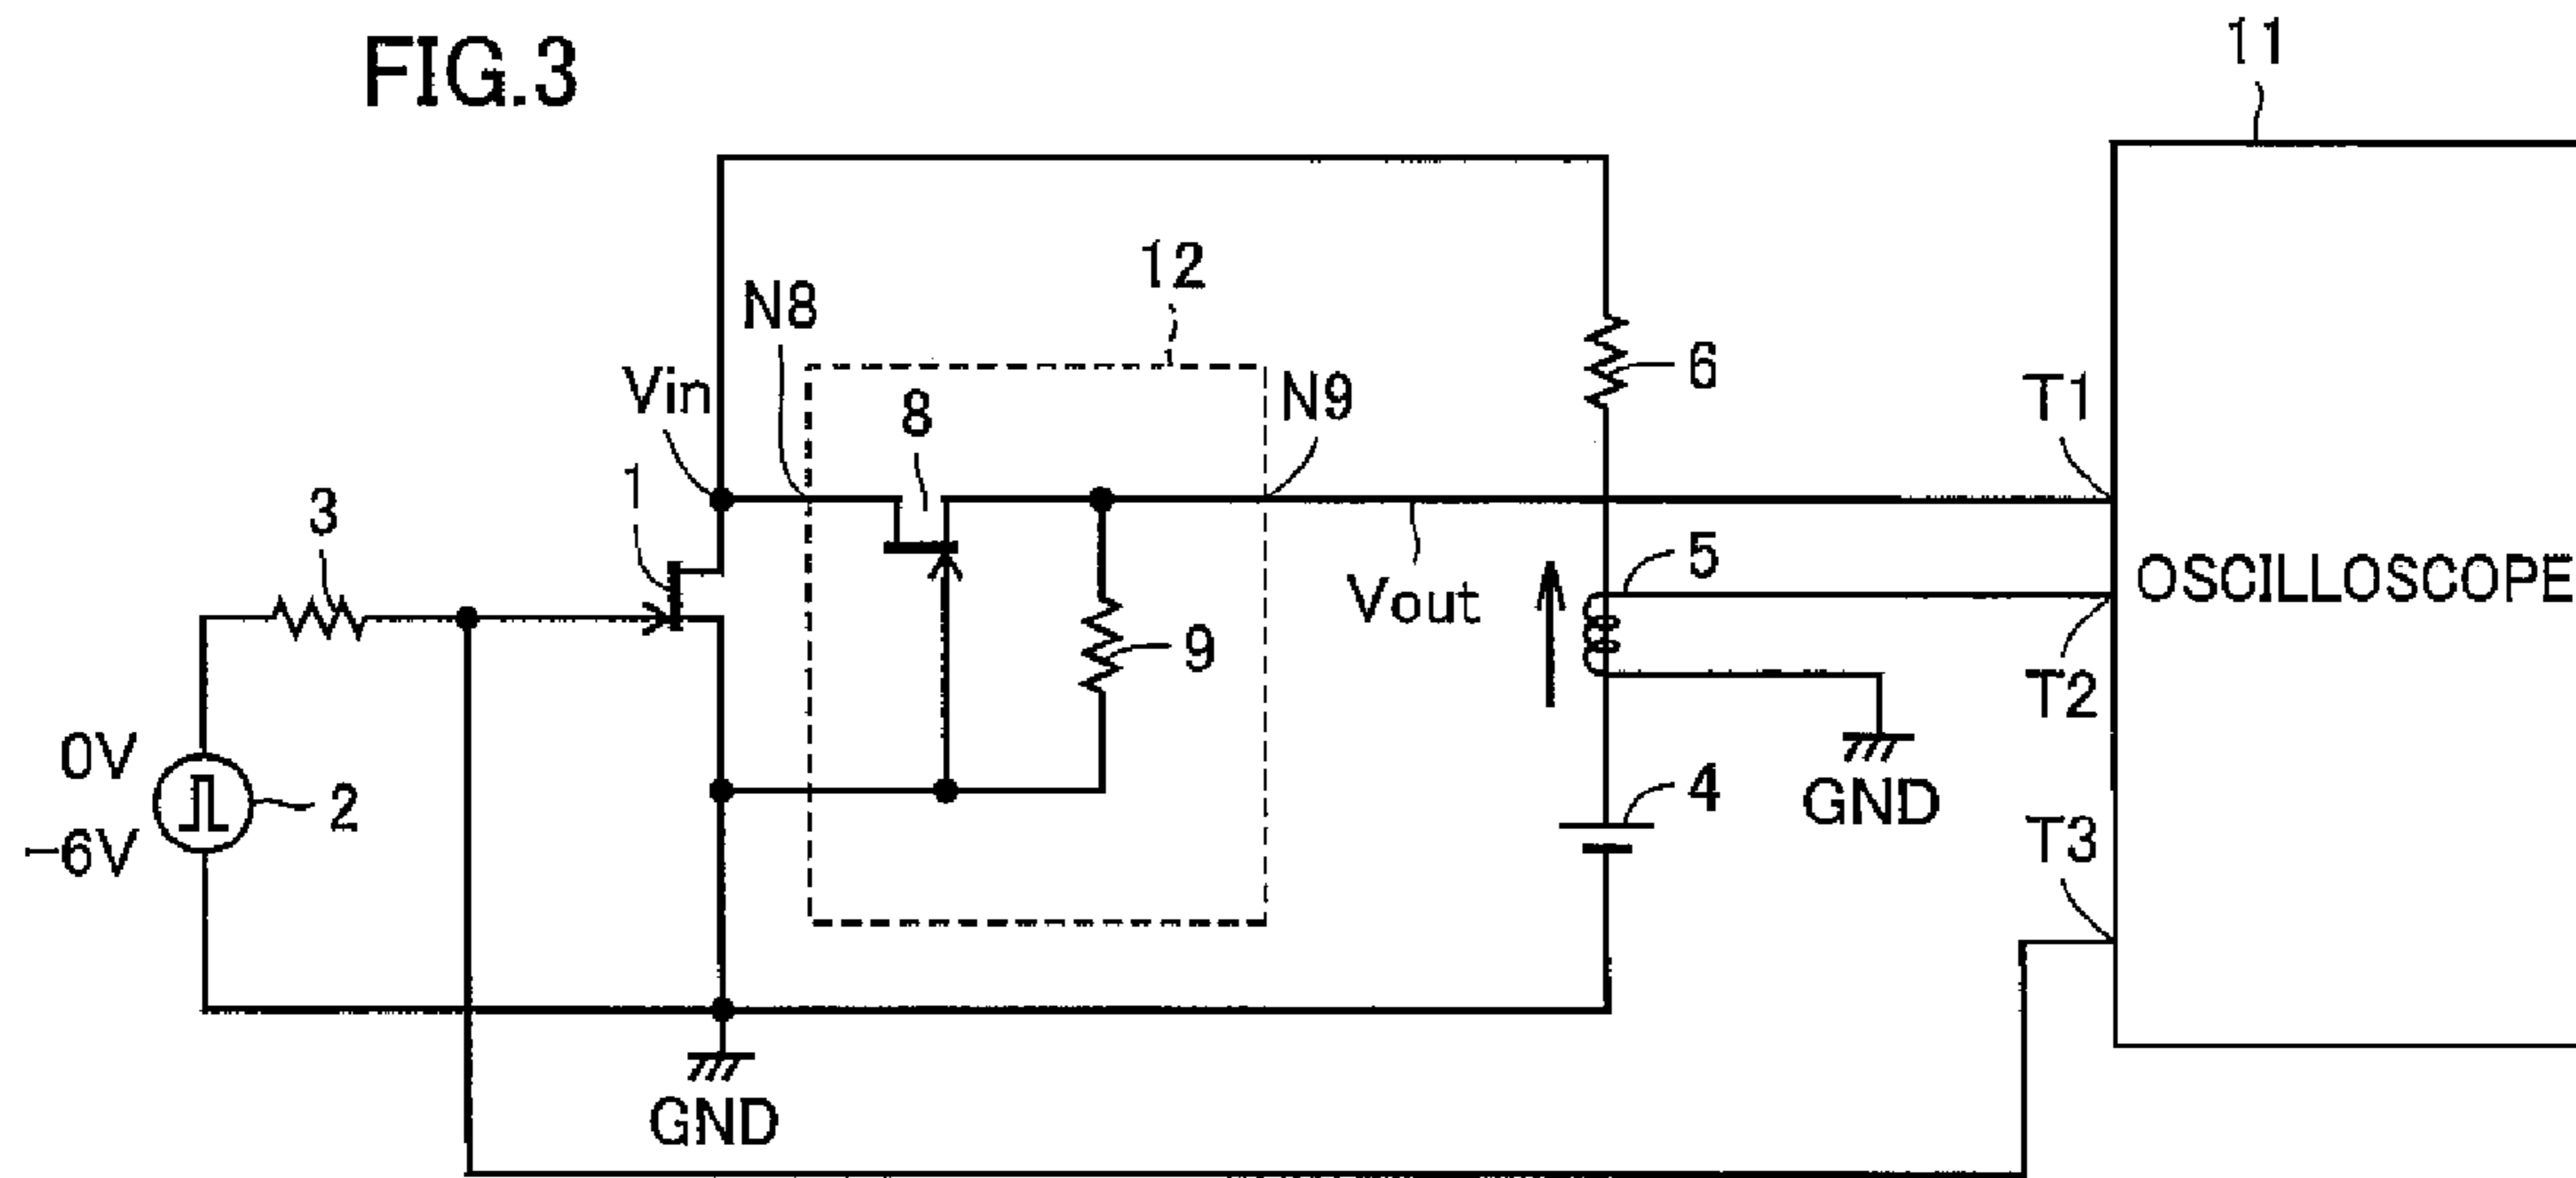 FIG.3
11
12
N8
Vin
8
N9
6
T1
1
3
5
OSCILLOSCOPE
Vout
9
T2
0V
2
-6V
4
GND
T3
GND